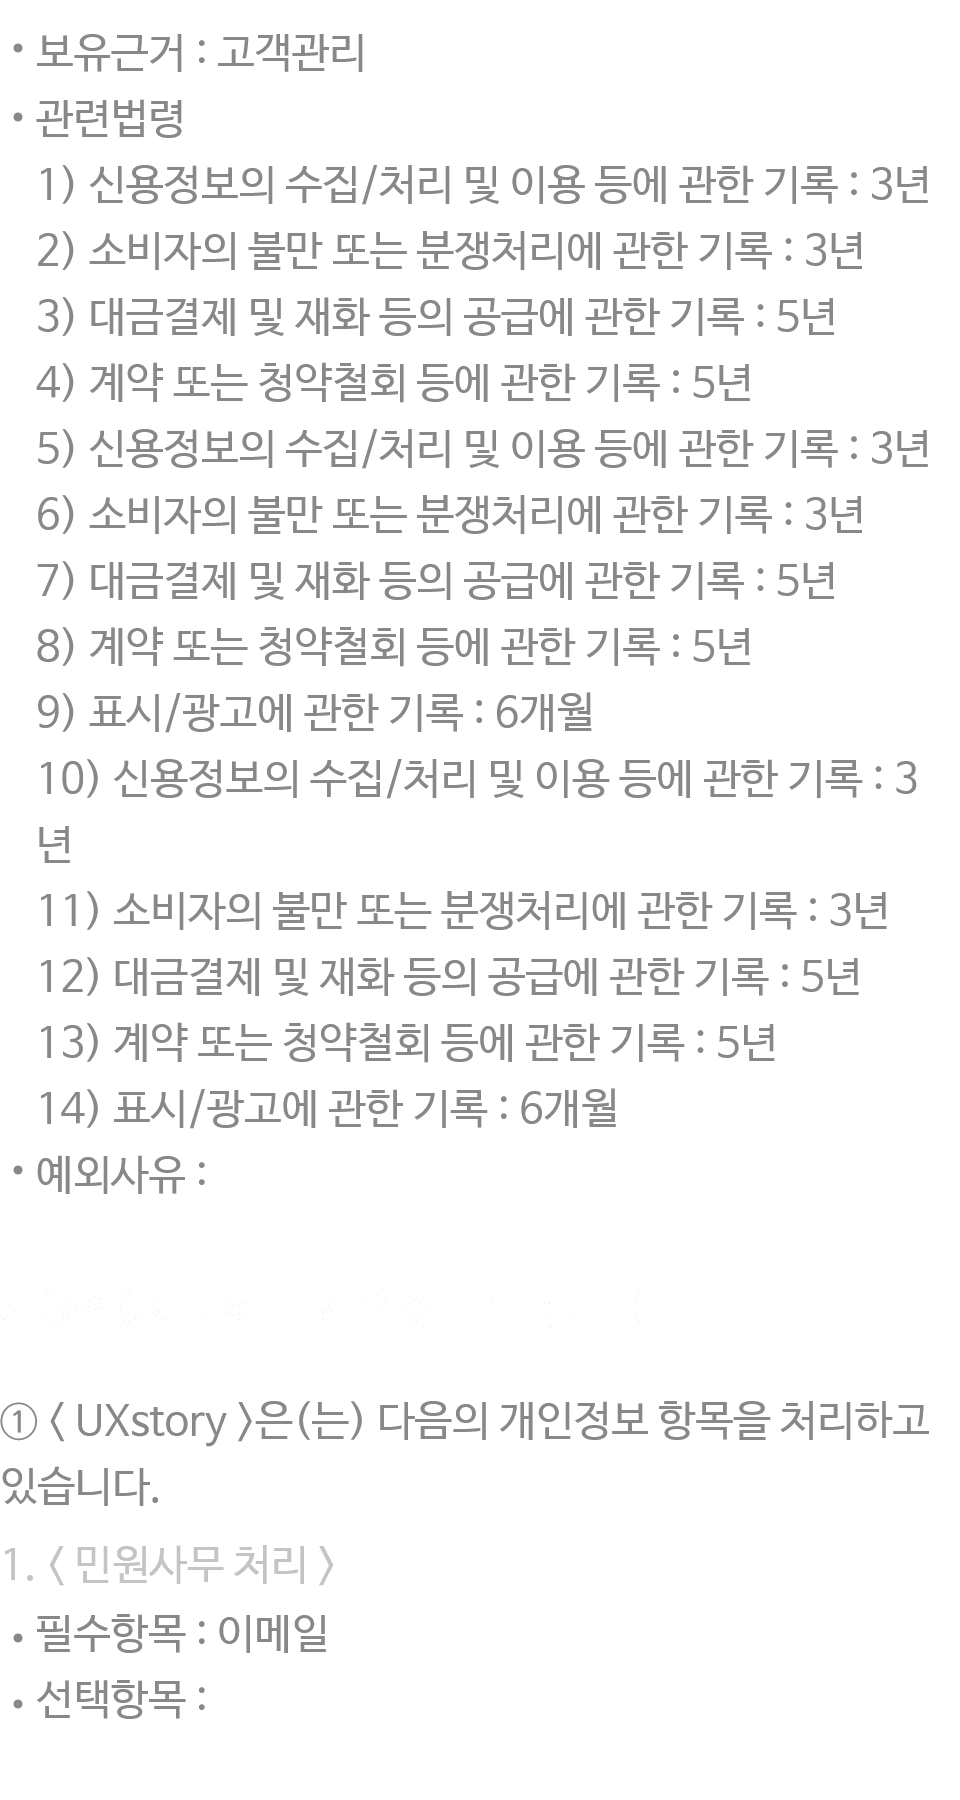 • 보유근거 : 고객관리
• 관련법령
1) 신용정보의 수집/처리 및 이용 등에 관한 기록 : 3년
2) 소비자의 불만 또는 분쟁처리에 관한 기록 : 3년
3) 대금결제 및 재화 등의 공급에 관한 기록 : 5년
4) 계약 또는 청약철회 등에 관한 기록 : 5년
5) 신용정보의 수집/처리 및 이용 등에 관한 기록 : 3년
6) 소비자의 불만 또는 분쟁처리에 관한 기록 : 3년
7) 대금결제 및 재화 등의 공급에 관한 기록 : 5년
8) 계약 또는 청약철회 등에 관한 기록 : 5년
9) 표시/광고에 관한 기록 : 6개월
10) 신용정보의 수집/처리 및 이용 등에 관한 기록 : 3
년
11) 소비자의 불만 또는 분쟁처리에 관한 기록 : 3년
12) 대금결제 및 재화 등의 공급에 관한 기록 : 5년
13) 계약 또는 청약철회 등에 관한 기록 : 5년
14) 표시/광고에 관한 기록 : 6개월
• 예외사유 :
① 〈 UXstory 〉은(는) 다음의 개인정보 항목을 처리하고
있습니다.
1. 〈 민원사무 처리 〉
• 필수항목 : 이메일
• 선택항목 :